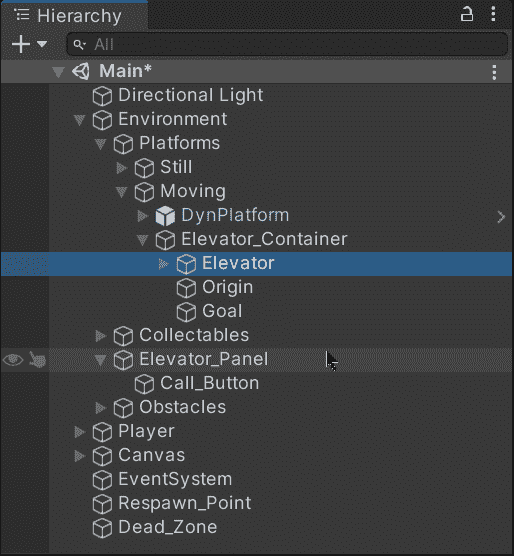 Hierarchy
All
Main*
Directional Light
Environment
Platforms
Still
Moving
DynPlatform
Elevator_Container
Elevator
Origin
Goal
Collectables
Elevator_Panel
Call_Button
Obstacles
Player
Canvas
EventSystem
Respawn_Point
Dead_Zone